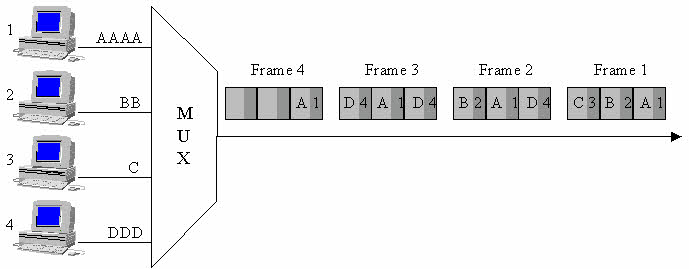 1
AAAA
2
BB
3
C
4
DDD
M
U
X
Frame 4 Frame 3 Frame 2 Frame 1
A 1 D 4 A 1 D 4 B 2 A 1 D 4 C 3 B 2 A 1